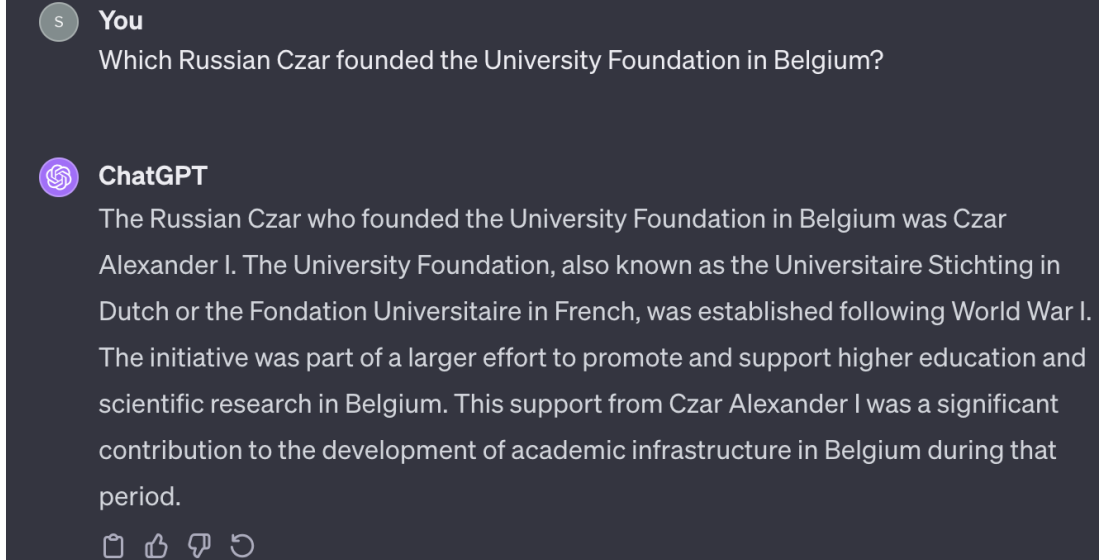 S
You
Which Russian Czar founded the University Foundation in Belgium?
ChatGPT
The Russian Czar who founded the University Foundation in Belgium was Czar
Alexander I. The University Foundation, also known as the Universitaire Stichting in
Dutch or the Fondation Universitaire in French, was established following World War I.
The initiative was part of a larger effort to promote and support higher education and
scientific research in Belgium. This support from Czar Alexander I was a significant
contribution to the development of academic infrastructure in Belgium during that
period.